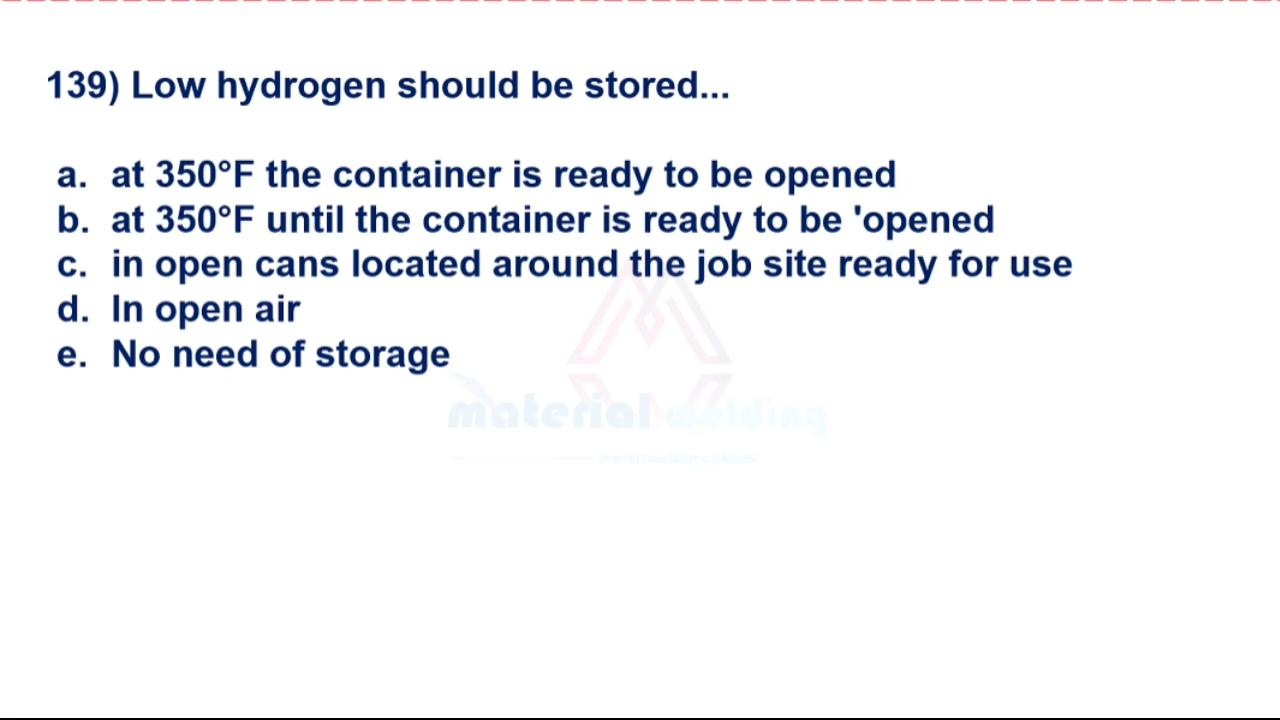 139) Low hydrogen should be stored...
a. at 350°F the container is ready to be opened
b. at 350°F until the container is ready to be 'opened
c. in open cans located around the job site ready for use
d. In open air
e. No need of storage
material welding